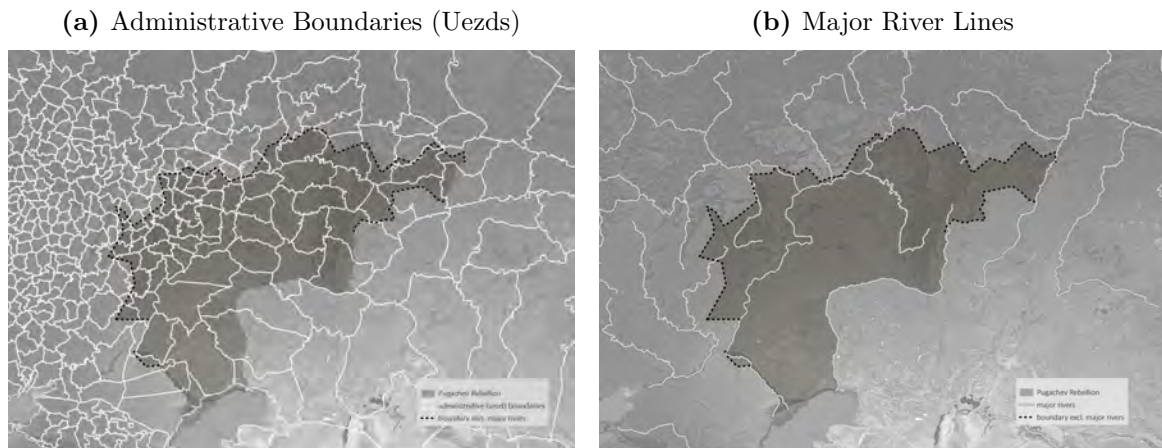 (a) Administrative Boundaries (Uezds)
(b) Major River Lines
Pugachev Rebellion
administrative (uezd) boundaries
boundary excl. major rivers
Pugachev Rebellion
major rivers
boundary excl. major rivers